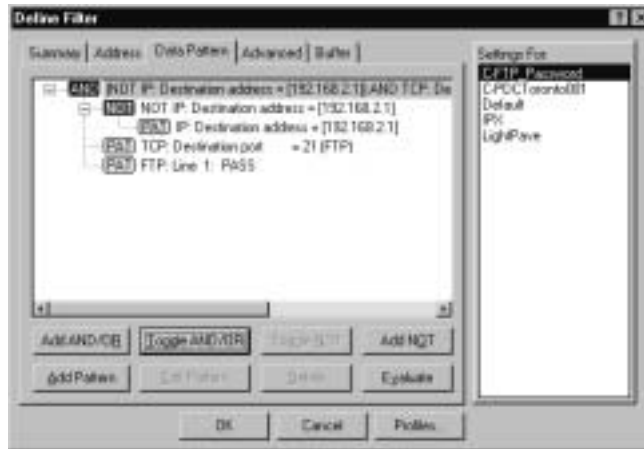 Define Filter
Summary Address Data Pattern Advanced Buffer
AND (NOT IP: Destination address = [192.168.2.1]) AND TCP: De
NOT NOT IP: Destination address = [192.168.2.1]
PAT IP: Destination address = [192.168.2.1]
PAT TCP: Destination port = 21 (FTP)
PAT FTP: Line 1: PASS
Add AND/OR Toggle AND/OR Toggle NOT Add NOT
Add Pattern Edit Pattern Delete Evaluate
Settings For:
C-FTP_Password
C-PDCToronto001
Default
IPX
LightPave
OK Cancel Profiles...